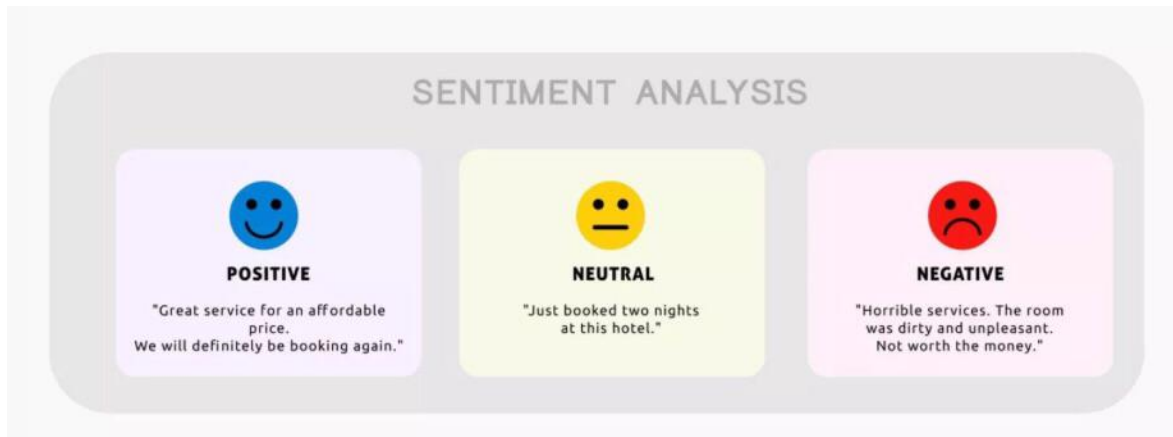 SENTIMENT ANALYSIS
POSITIVE
"Great service for an affordable
price.
We will definitely be booking again."
NEUTRAL
"Just booked two nights
at this hotel."
NEGATIVE
"Horrible services. The room
was dirty and unpleasant.
Not worth the money."